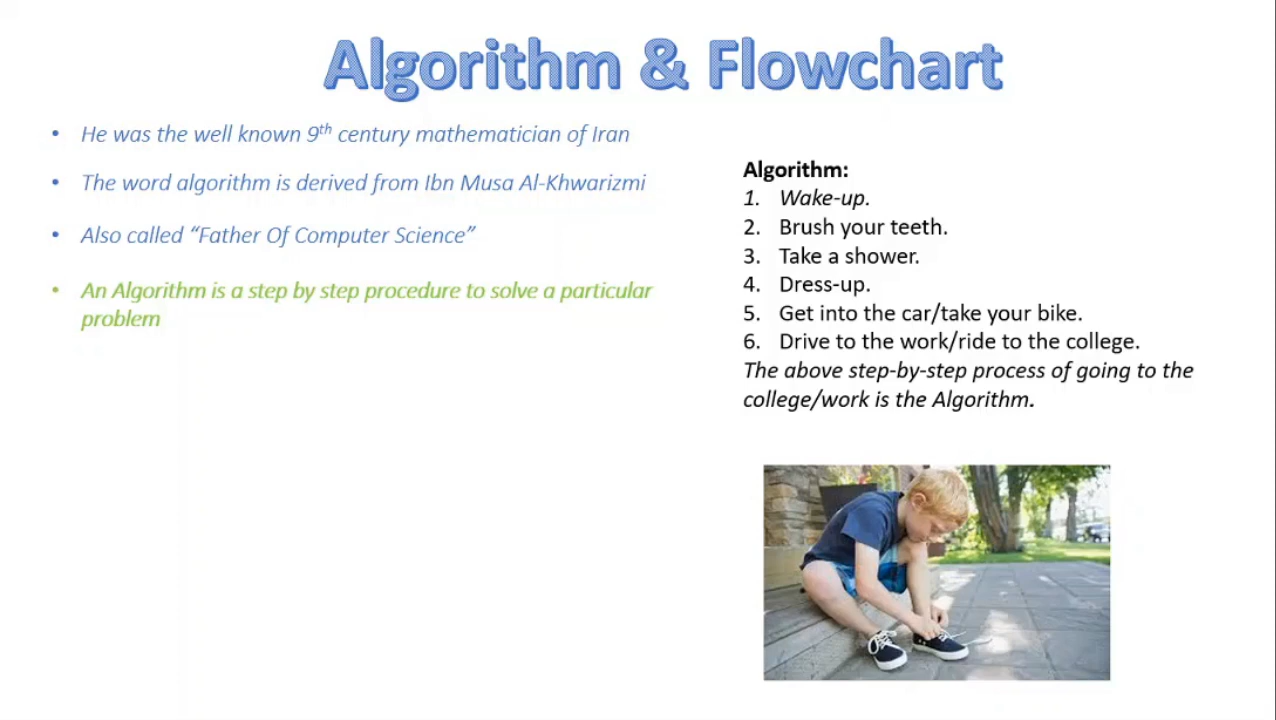 Algorithm & Flowchart
• He was the well known 9th century mathematician of Iran
• The word algorithm is derived from Ibn Musa Al-Khwarizmi
• Also called “Father Of Computer Science”
• An Algorithm is a step by step procedure to solve a particular
problem
Algorithm:
1. Wake-up.
2. Brush your teeth.
3. Take a shower.
4. Dress-up.
5. Get into the car/take your bike.
6. Drive to the work/ride to the college.
The above step-by-step process of going to the
college/work is the Algorithm.